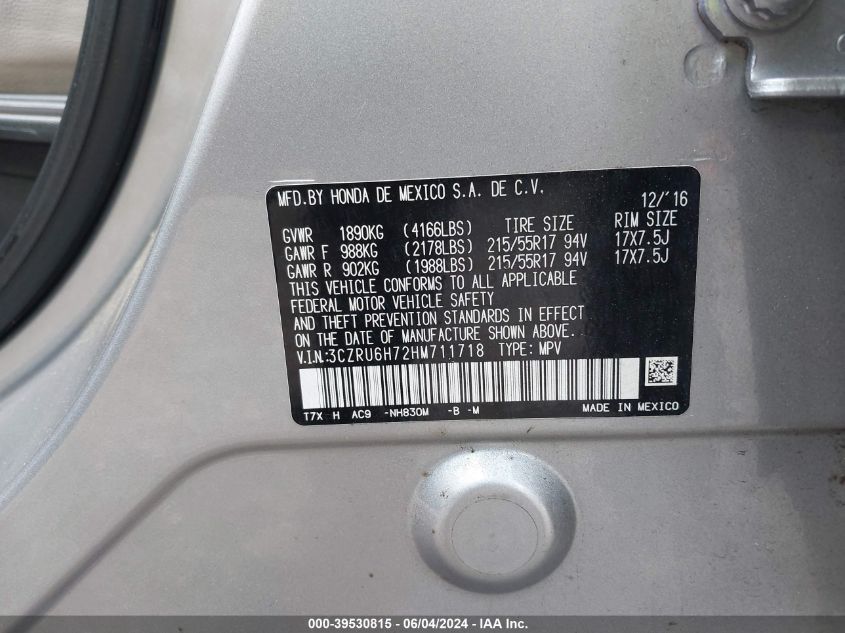 MFD.BY HONDA DE MEXICO S.A. DE C.V. 12/'16
GVWR 1890KG (4166LBS) TIRE SIZE RIM SIZE
GAWR F 988KG (2178LBS) 215/55R17 94V 17X7.5J
GAWR R 902KG (1988LBS) 215/55R17 94V 17X7.5J
THIS VEHICLE CONFORMS TO ALL APPLICABLE
FEDERAL MOTOR VEHICLE SAFETY
AND THEFT PREVENTION STANDARDS IN EFFECT
ON THE DATE OF MANUFACTURE SHOWN ABOVE.
V.I.N:3CZRU6H72HM711718 TYPE: MPV
T7X H AC9 -NH830M -B -M MADE IN MEXICO
000-39530815 - 06/04/2024 - IAA Inc.